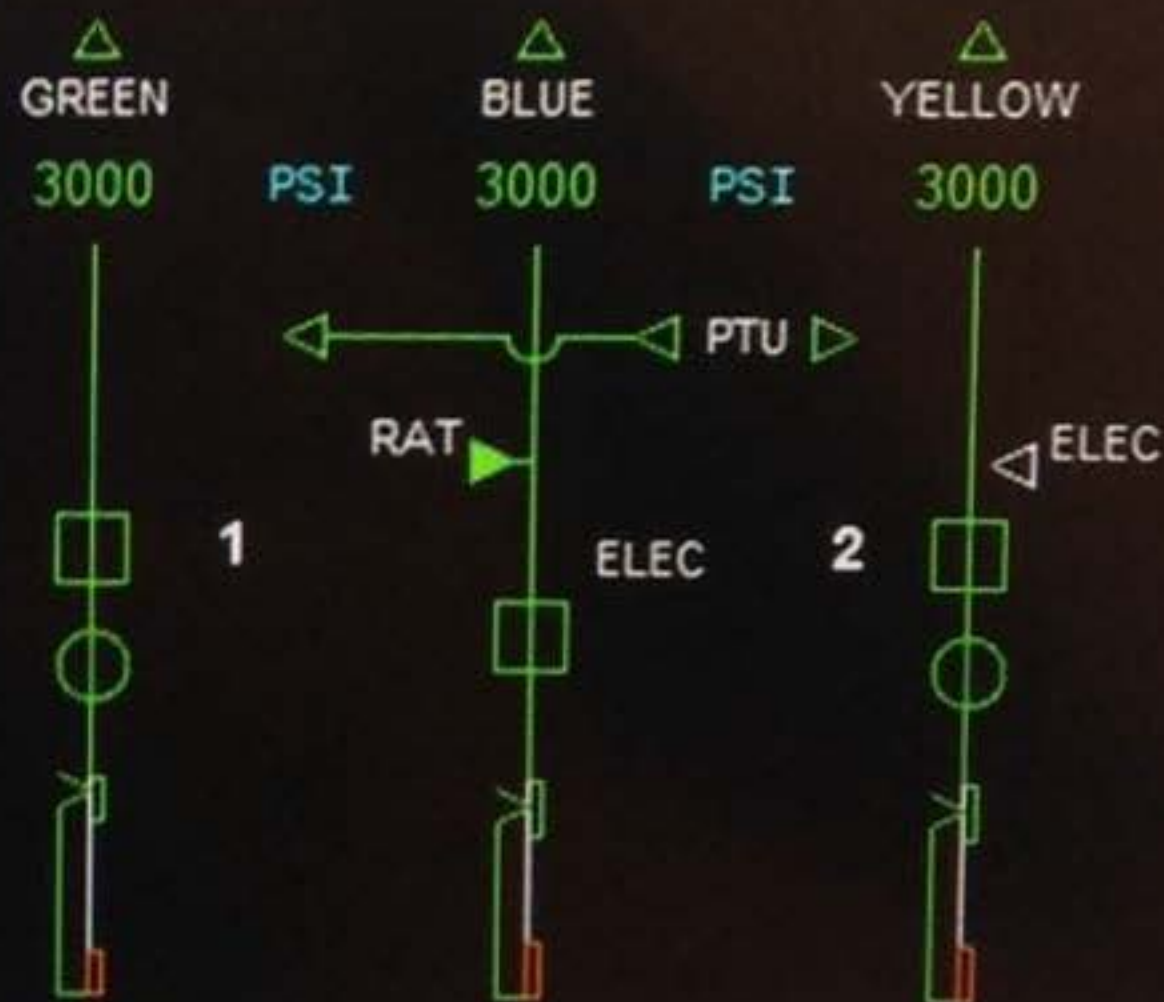 GREEN BLUE YELLOW
3000 PSI 3000 PSI 3000
PTU
RAT ELEC
1 ELEC 2